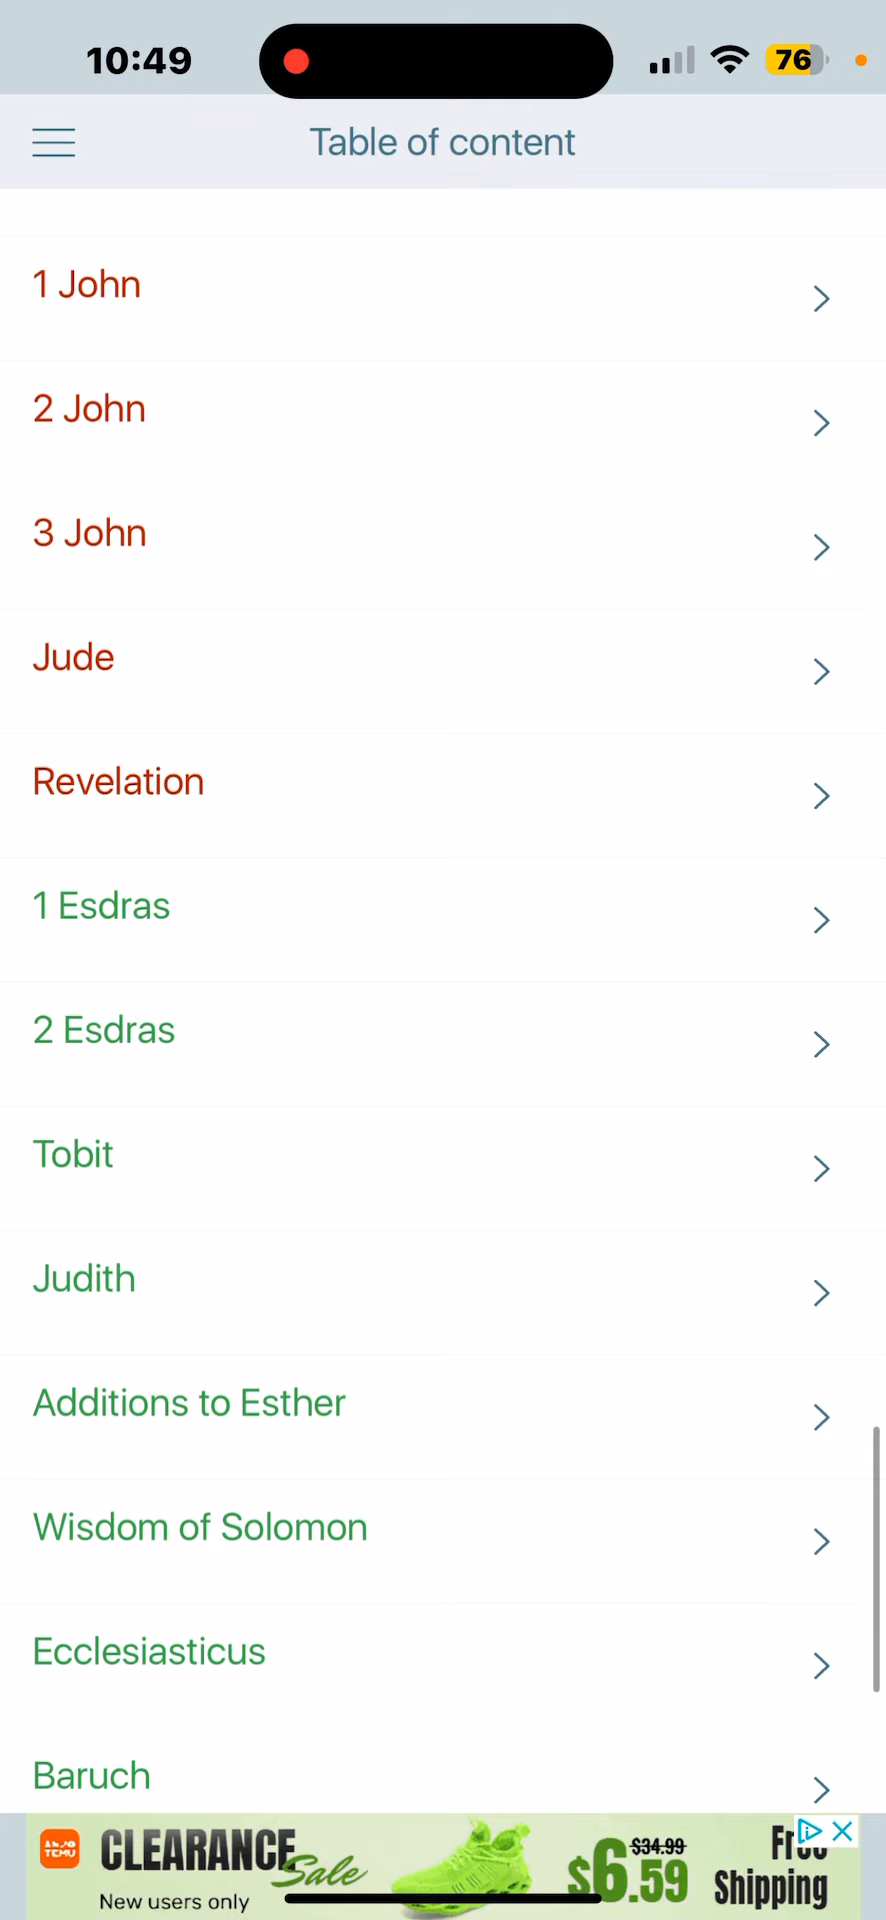 10:49
76
Table of content
1 John
2 John
3 John
Jude
Revelation
1 Esdras
2 Esdras
Tobit
Judith
Additions to Esther
Wisdom of Solomon
Ecclesiasticus
Baruch
TEMU
CLEARANCE
Sale
New users only
$34.99
$6.59
Free
Shipping